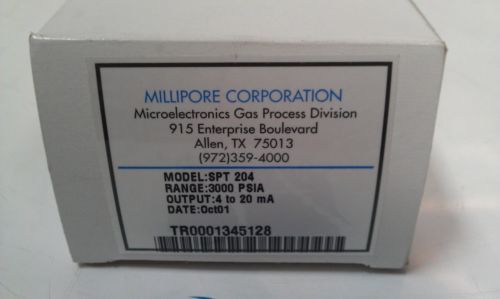 MILLIPORE CORPORATION
Microelectronics Gas Process Division
915 Enterprise Boulevard
Allen, TX 75013
(972)359-4000
MODEL:SPT 204
RANGE:3000 PSIA
OUTPUT:4 to 20 mA
DATE:Oct01
TR0001345128